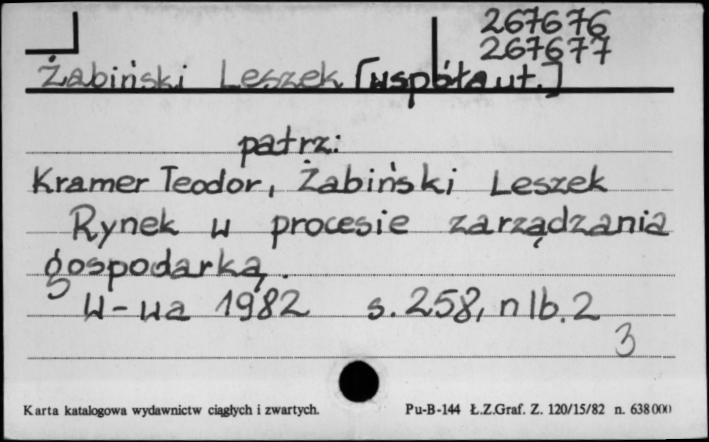 267676
267677
Żabiński Leszek [współaut.]
patrz:
Kramer Teodor, Żabiński Leszek
Rynek w procesie zarządzania
gospodarką.
W-wa 1982 s. 258, nlb. 2
3
Karta katalogowa wydawnictw ciągłych i zwartych. Pu-B-144 Ł.Z.Graf. Z. 120/15/82 n. 638000